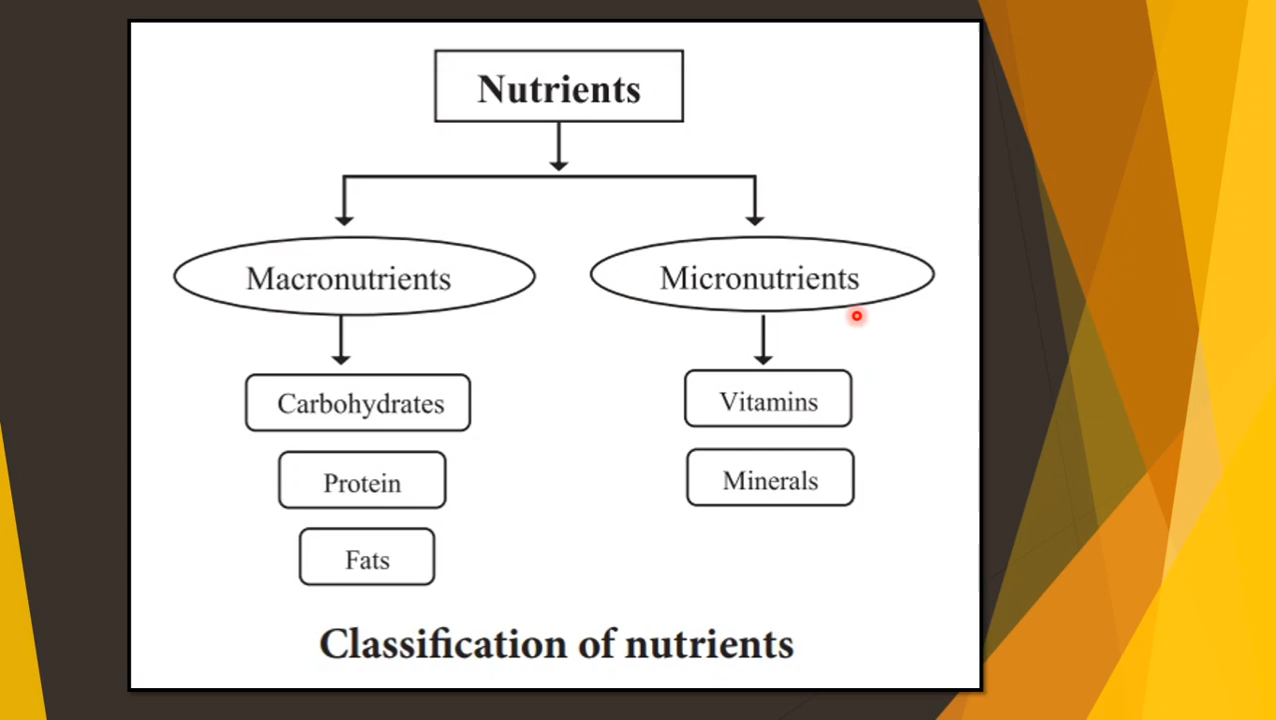 Nutrients
Macronutrients
Micronutrients
Carbohydrates
Vitamins
Protein
Minerals
Fats
Classification of nutrients